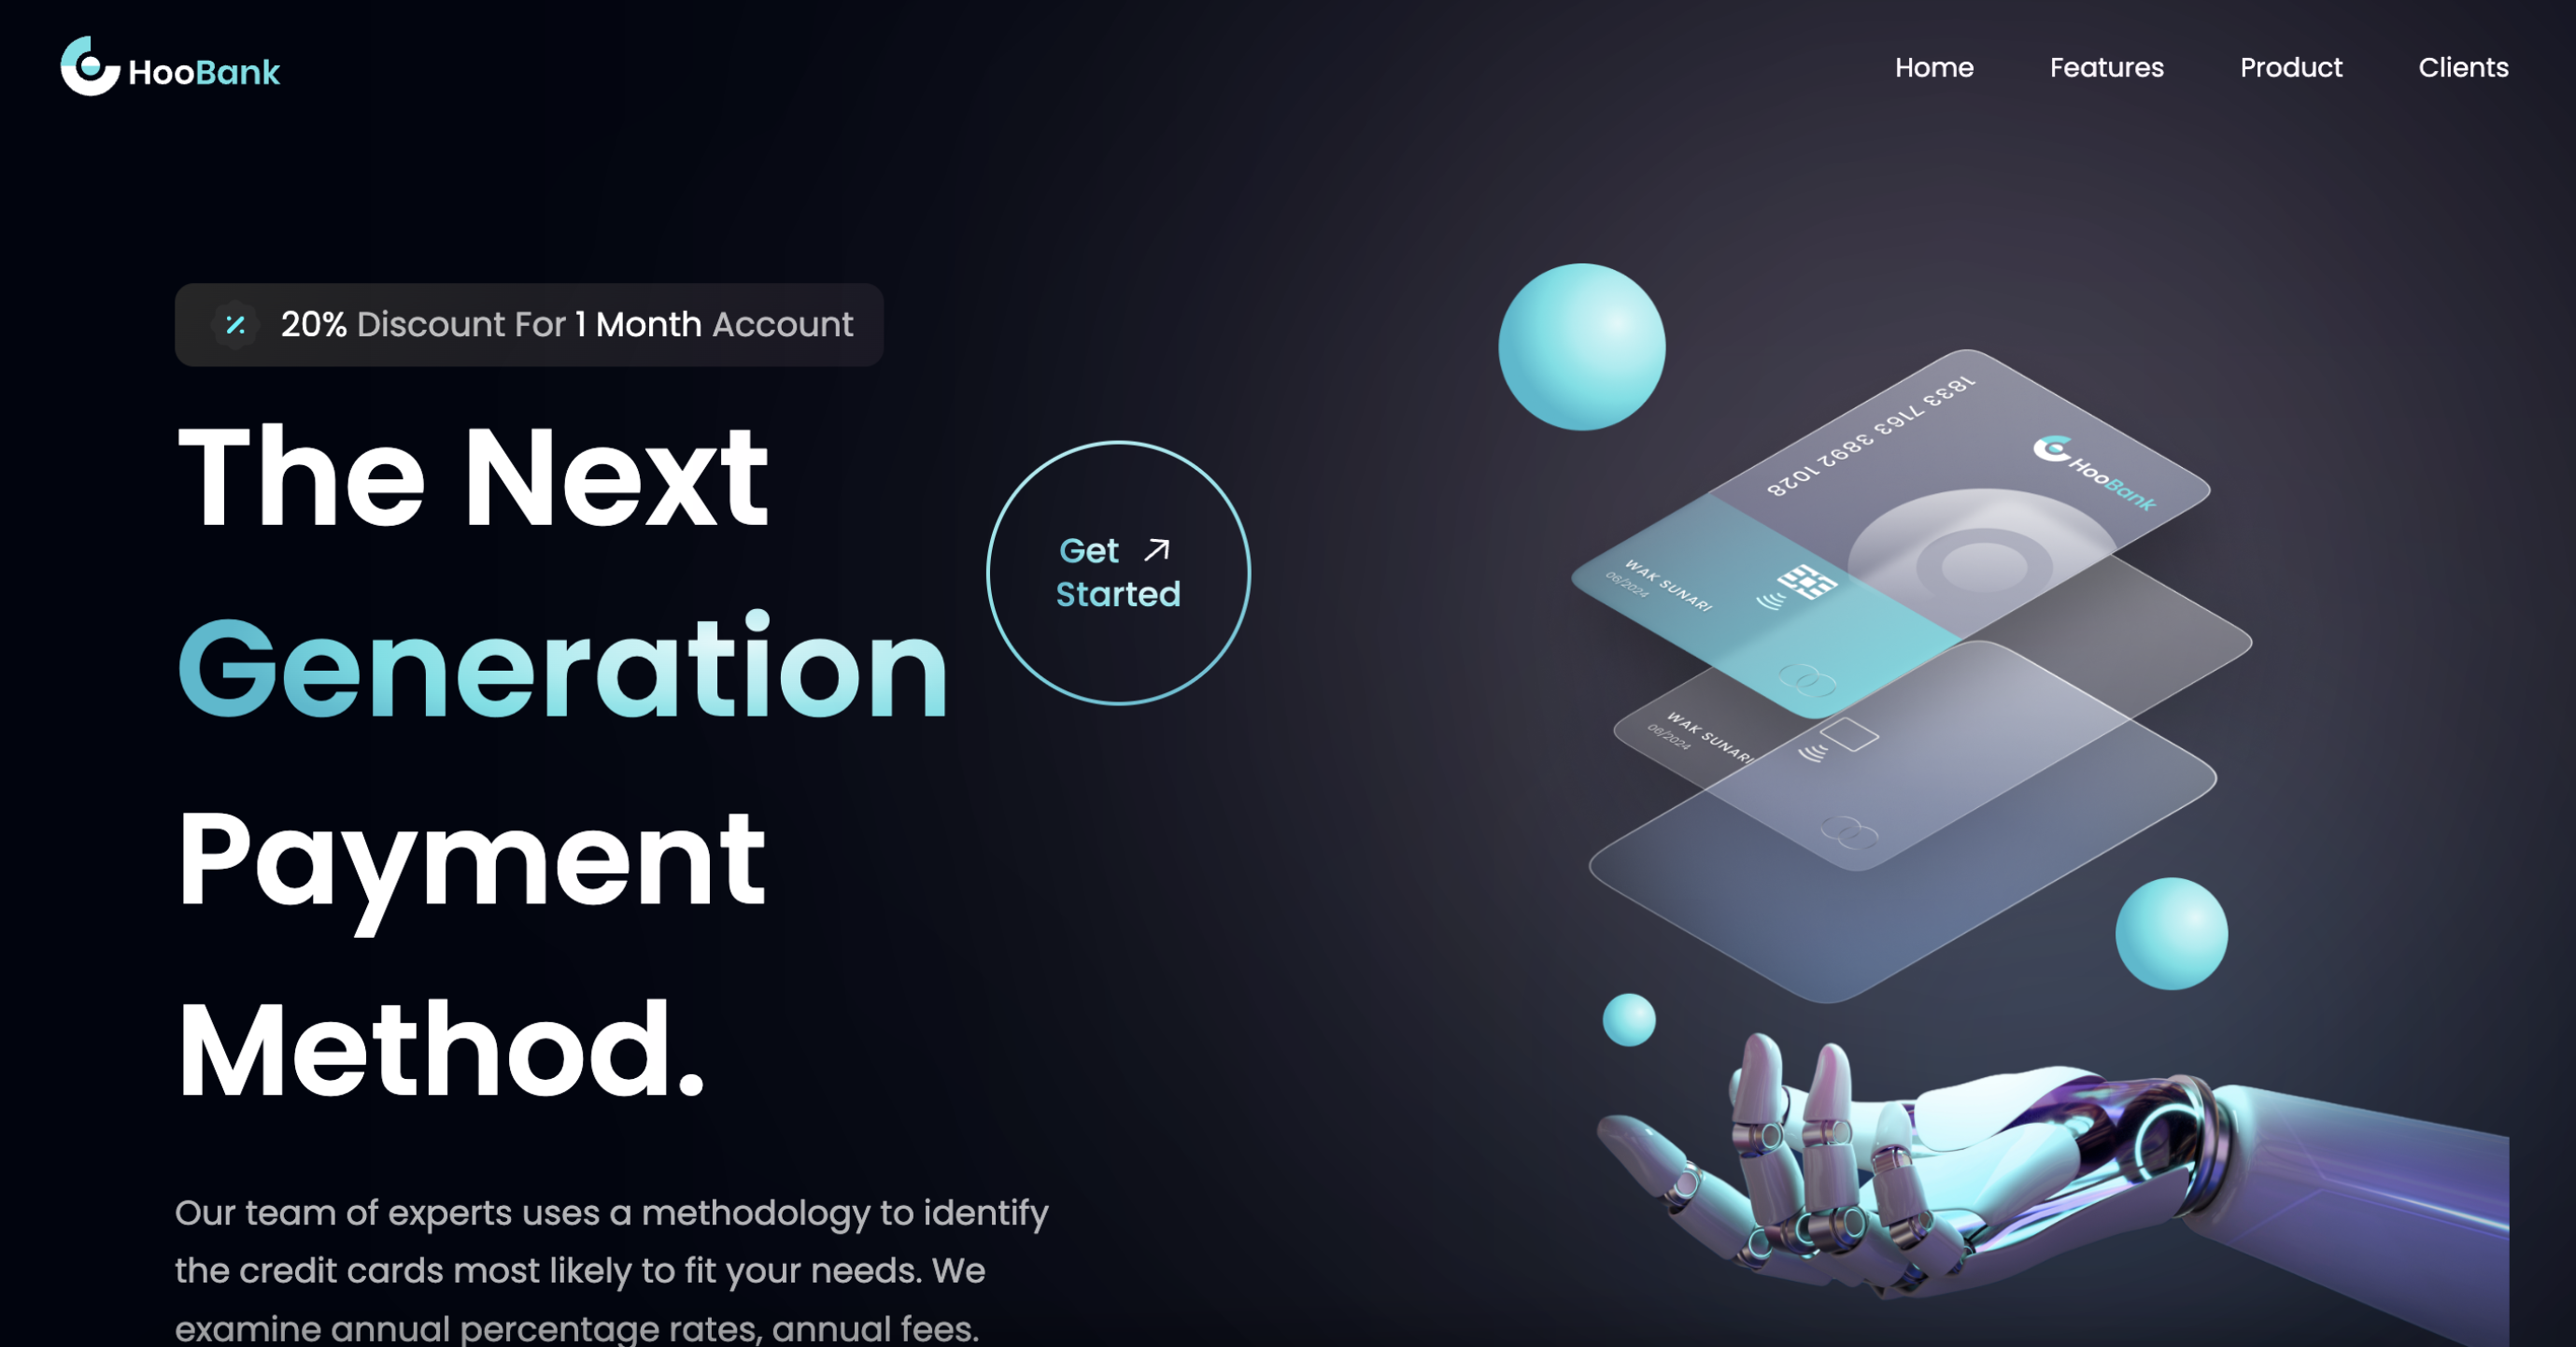 HooBank
Home Features Product Clients
20% Discount For 1 Month Account
The Next
Generation
Payment
Method.
Get
Started
Our team of experts uses a methodology to identify
the credit cards most likely to fit your needs. We
examine annual percentage rates, annual fees.
1833 7163 3892 1028
HooBank
WAK SUNARI
06/2024
WAK SUNARI
06/2024